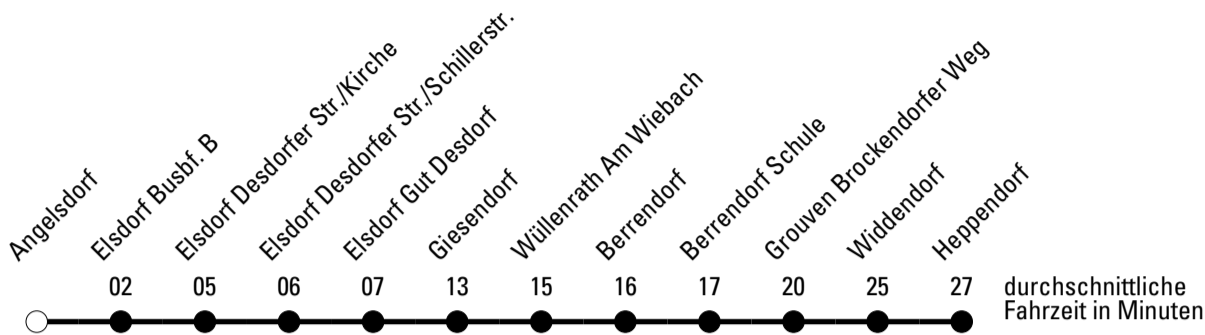 Angelsdorf
Elsdorf Busbf. B
Elsdorf Desdorfer Str./Kirche
Elsdorf Desdorfer Str./Schillerstr.
Elsdorf Gut Desdorf
Giesendorf
Wüllenrath Am Wiebach
Berrendorf
Berrendorf Schule
Grouven Brockendorfer Weg
Widdendorf
Heppendorf
02 05 06 07 13 15 16 17 20 25 27
durchschnittliche
Fahrzeit in Minuten